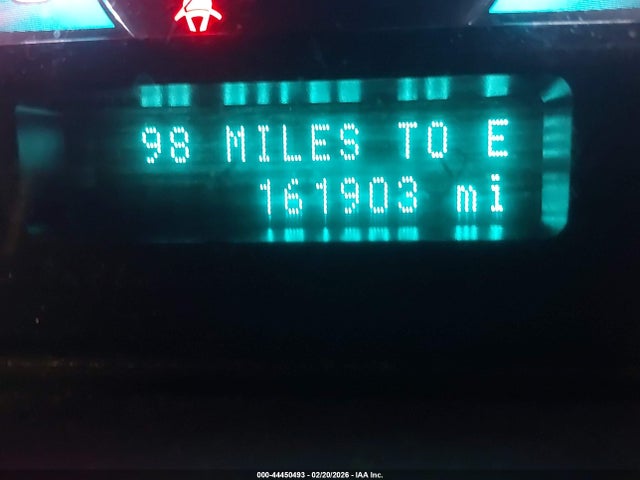 98 MILES TO E
161903 mi
000-44450493 - 02/20/2026 - IAA Inc.